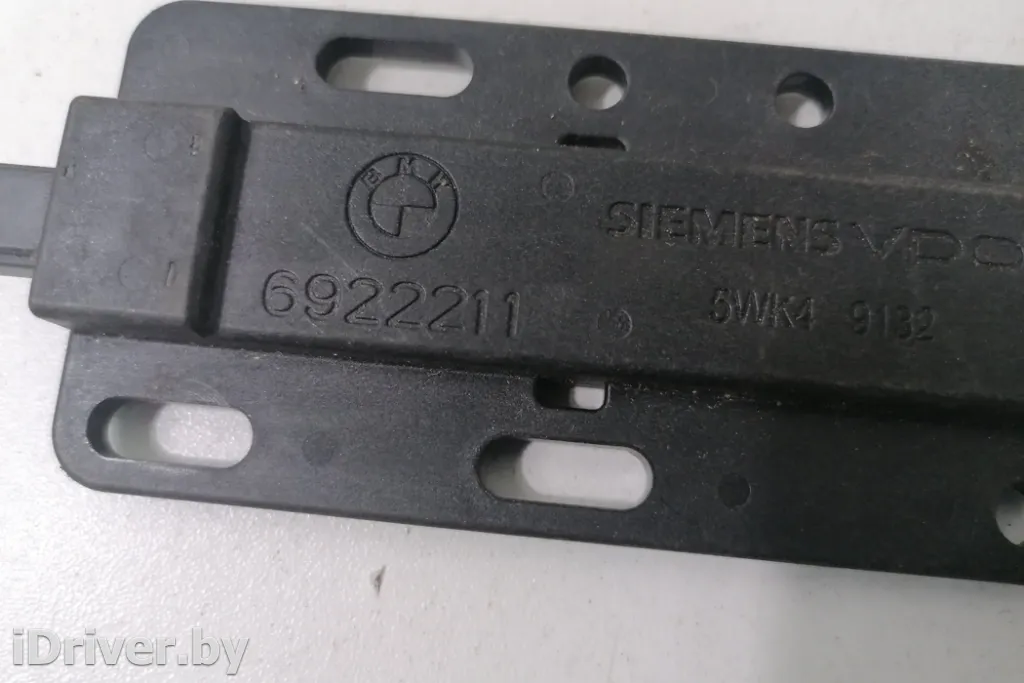 BMW
SIEMENS VDO
6922211
5WK4 9132
iDriver.by